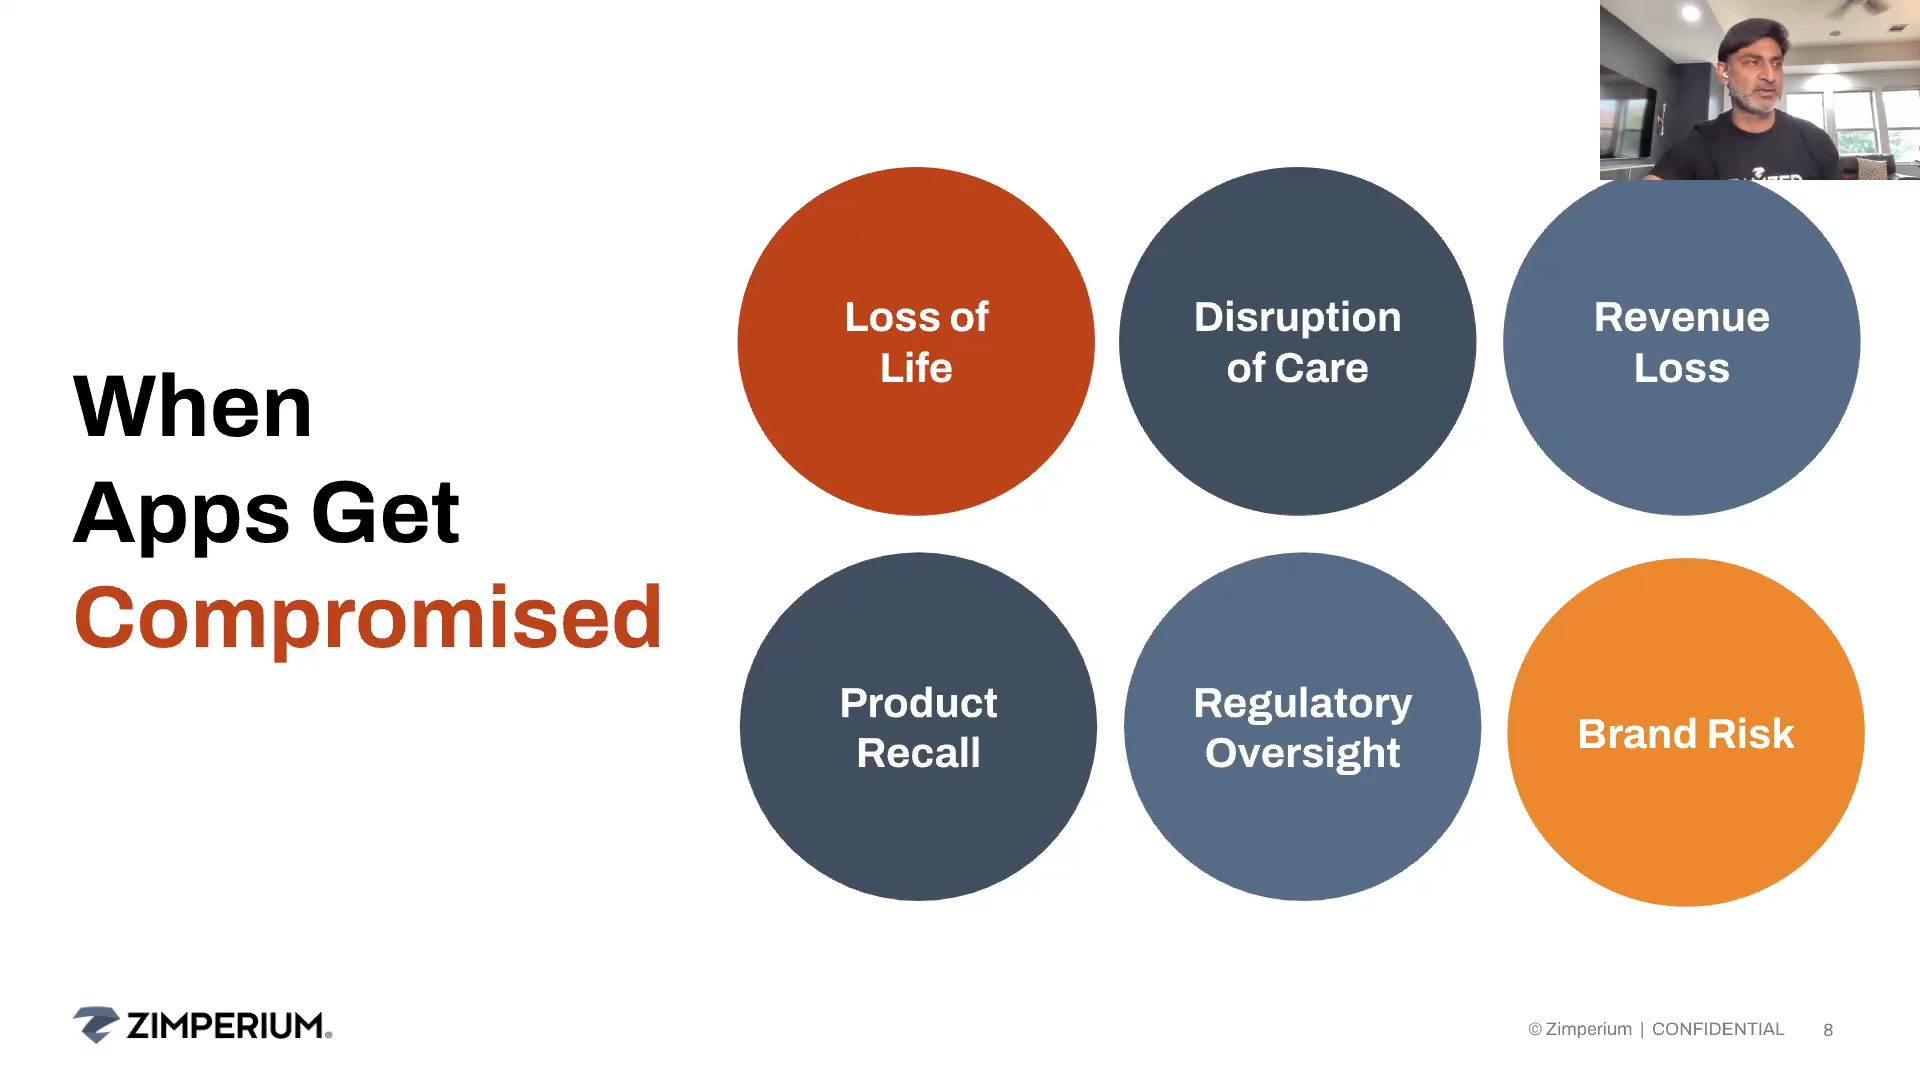 When
Apps Get
Compromised
Loss of
Life
Disruption
of Care
Revenue
Loss
Product
Recall
Regulatory
Oversight
Brand Risk
ZIMPERIUM®
© Zimperium | CONFIDENTIAL 8